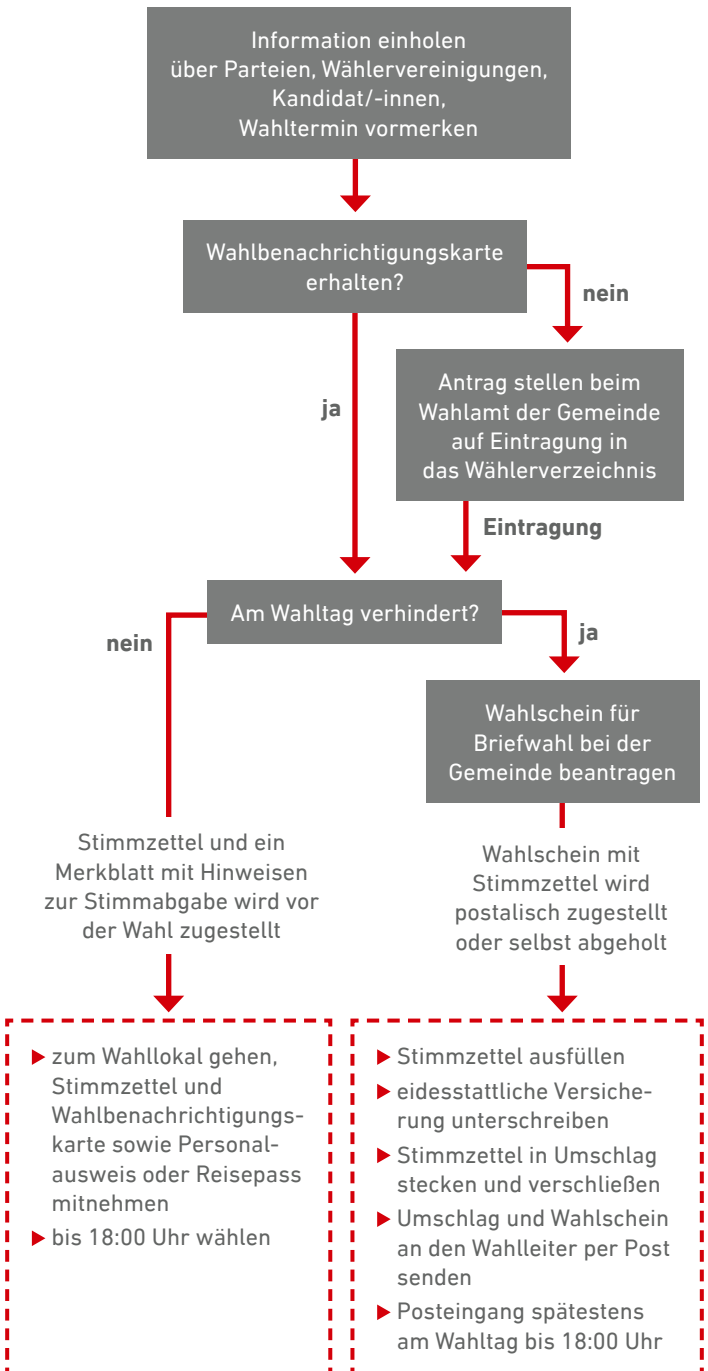 Information einholen
über Parteien, Wählervereinigungen,
Kandidat/-innen,
Wahltermin vormerken
Wahlbenachrichtigungskarte
erhalten?
nein
ja
Antrag stellen beim
Wahlamt der Gemeinde
auf Eintragung in
das Wählerverzeichnis
Eintragung
Am Wahltag verhindert?
nein
ja
Wahlschein für
Briefwahl bei der
Gemeinde beantragen
Stimmzettel und ein
Merkblatt mit Hinweisen
zur Stimmabgabe wird vor
der Wahl zugestellt
Wahlschein mit
Stimmzettel wird
postalisch zugestellt
oder selbst abgeholt
zum Wahllokal gehen,
Stimmzettel und
Wahlbenachrichtigungs-
karte sowie Personal-
ausweis oder Reisepass
mitnehmen
bis 18:00 Uhr wählen
Stimmzettel ausfüllen
eidesstattliche Versiche-
rung unterschreiben
Stimmzettel in Umschlag
stecken und verschließen
Umschlag und Wahlschein
an den Wahlleiter per Post
senden
Posteingang spätestens
am Wahltag bis 18:00 Uhr